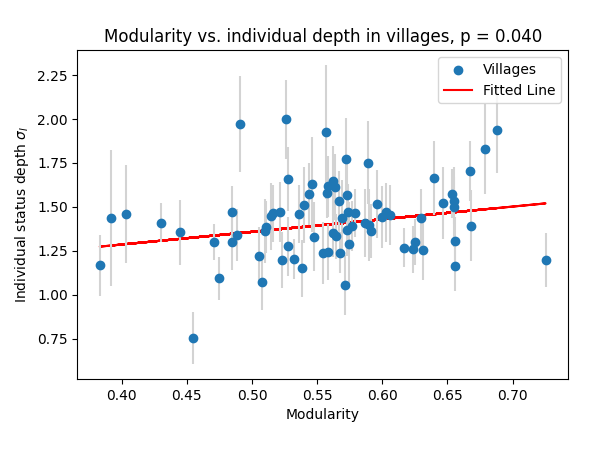 Modularity vs. individual depth in villages, p = 0.040
Villages
Fitted Line
2.25
2.00
1.75
1.50
1.25
1.00
0.75
Individual status depth σ_I
0.40 0.45 0.50 0.55 0.60 0.65 0.70
Modularity